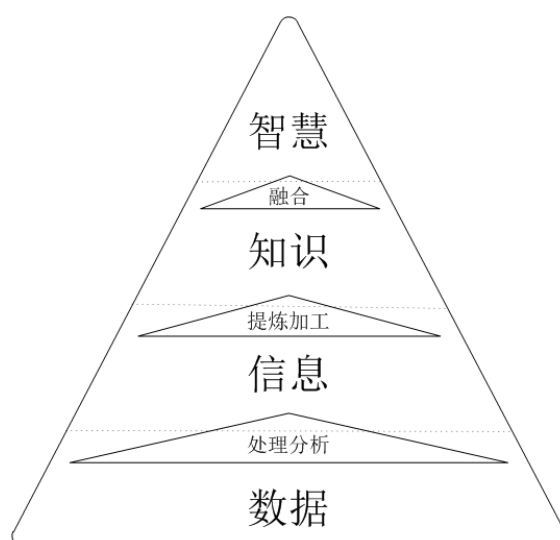 智慧
融合
知识
提炼加工
信息
处理分析
数据